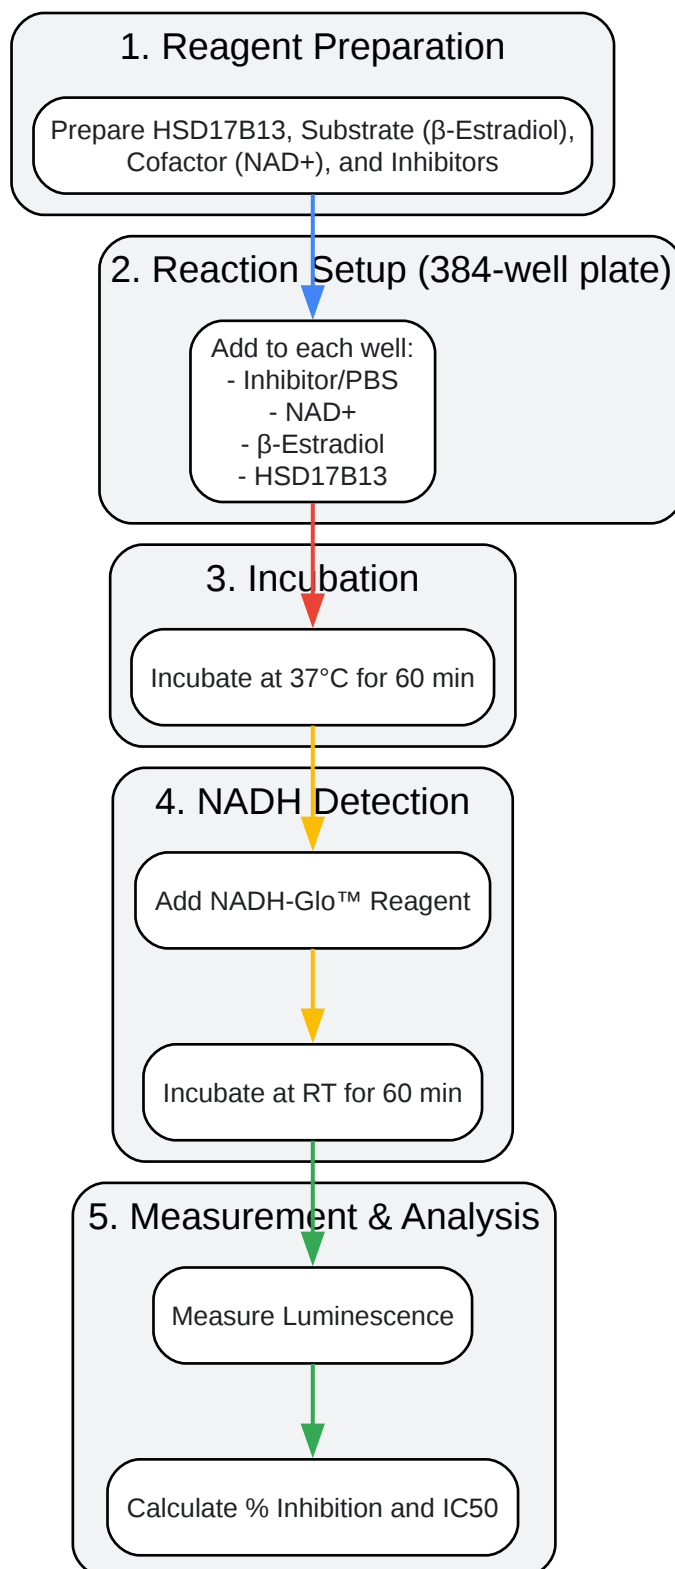 1. Reagent Preparation
Prepare HSD17B13, Substrate (β-Estradiol),
Cofactor (NAD+), and Inhibitors
2. Reaction Setup (384-well plate)
Add to each well:
- Inhibitor/PBS
- NAD+
- β-Estradiol
- HSD17B13
3. Incubation
Incubate at 37°C for 60 min
4. NADH Detection
Add NADH-Glo™ Reagent
Incubate at RT for 60 min
5. Measurement & Analysis
Measure Luminescence
Calculate % Inhibition and IC50